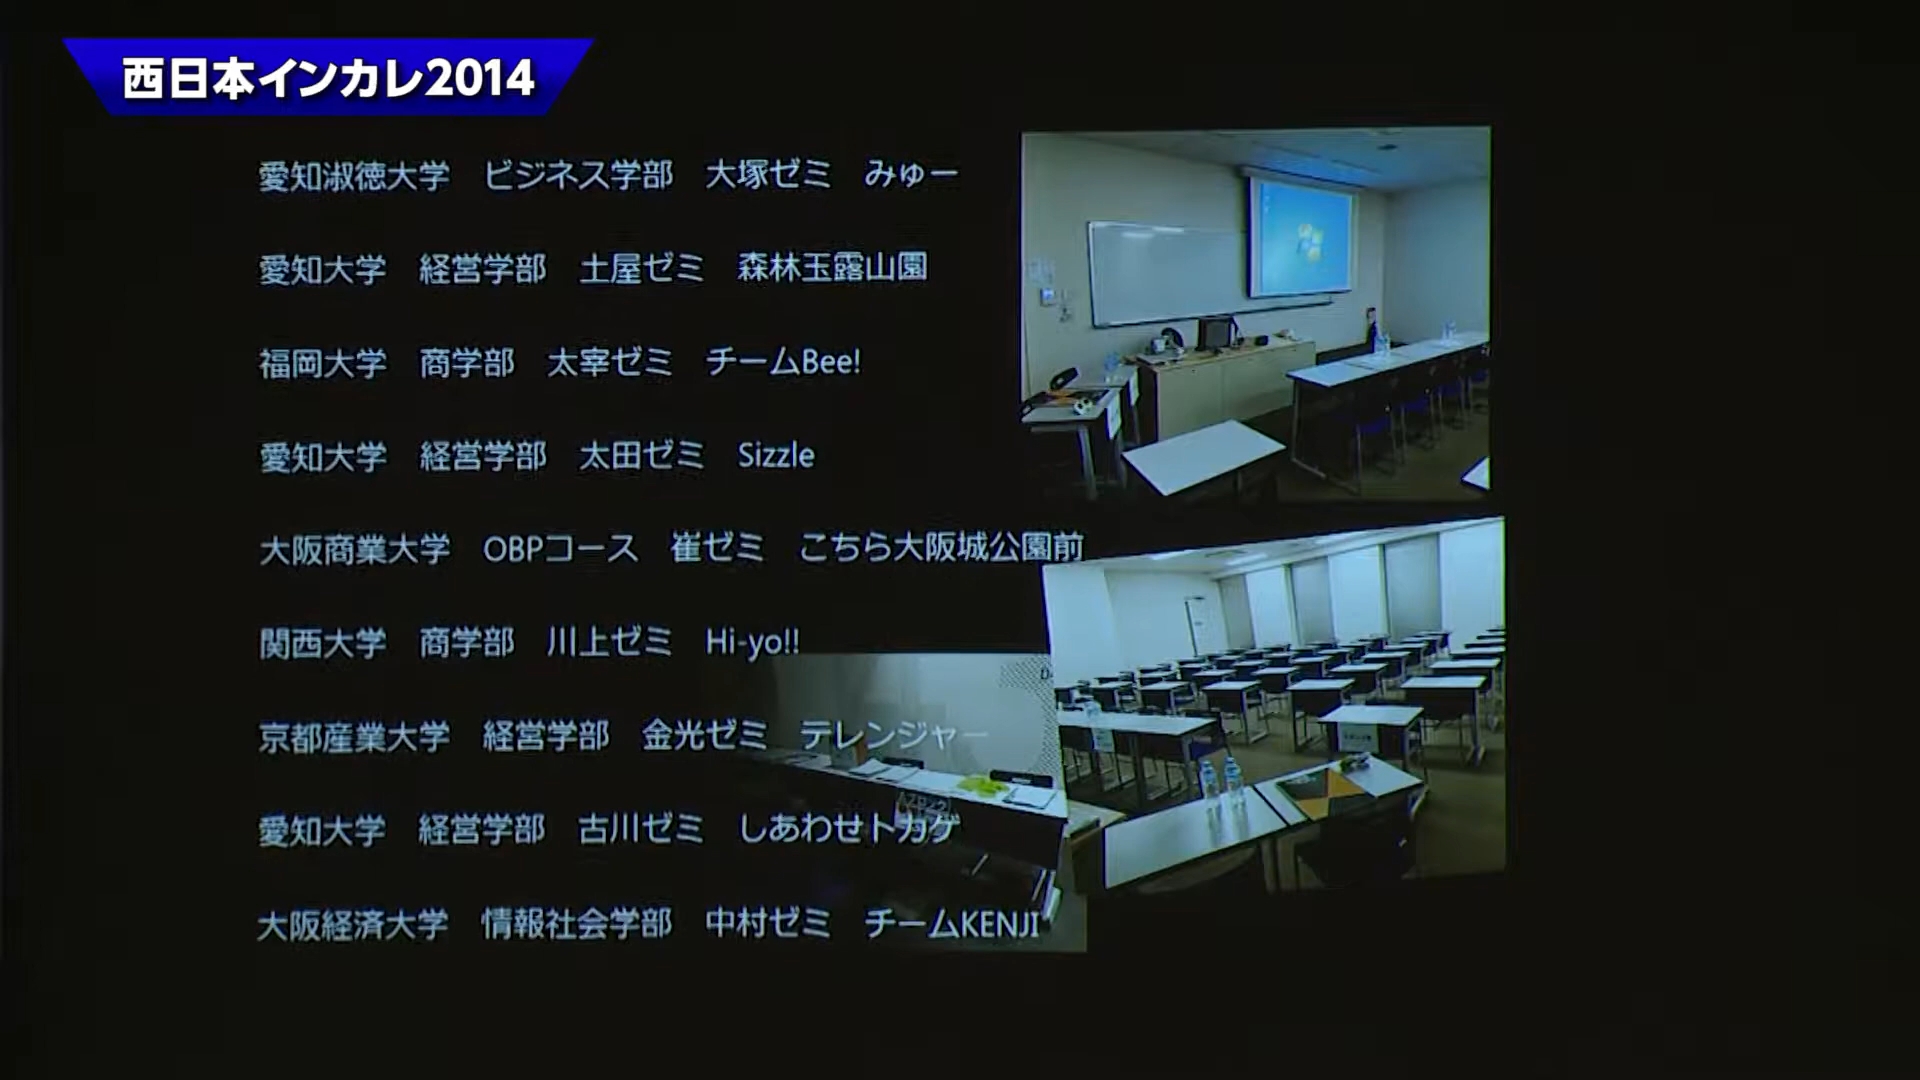 西日本インカレ2014
愛知淑徳大学　ビジネス学部　大塚ゼミ　みゅー
愛知大学　経営学部　土屋ゼミ　森林玉露山園
福岡大学　商学部　太宰ゼミ　チームBee!
愛知大学　経営学部　太田ゼミ　Sizzle
大阪商業大学　OBPコース　崔ゼミ　こちら大阪城公園前
関西大学　商学部　川上ゼミ　Hi-yo!!
京都産業大学　経営学部　金光ゼミ　テレンジャー
愛知大学　経営学部　古川ゼミ　しあわせトカゲ
大阪経済大学　情報社会学部　中村ゼミ　チームKENJI